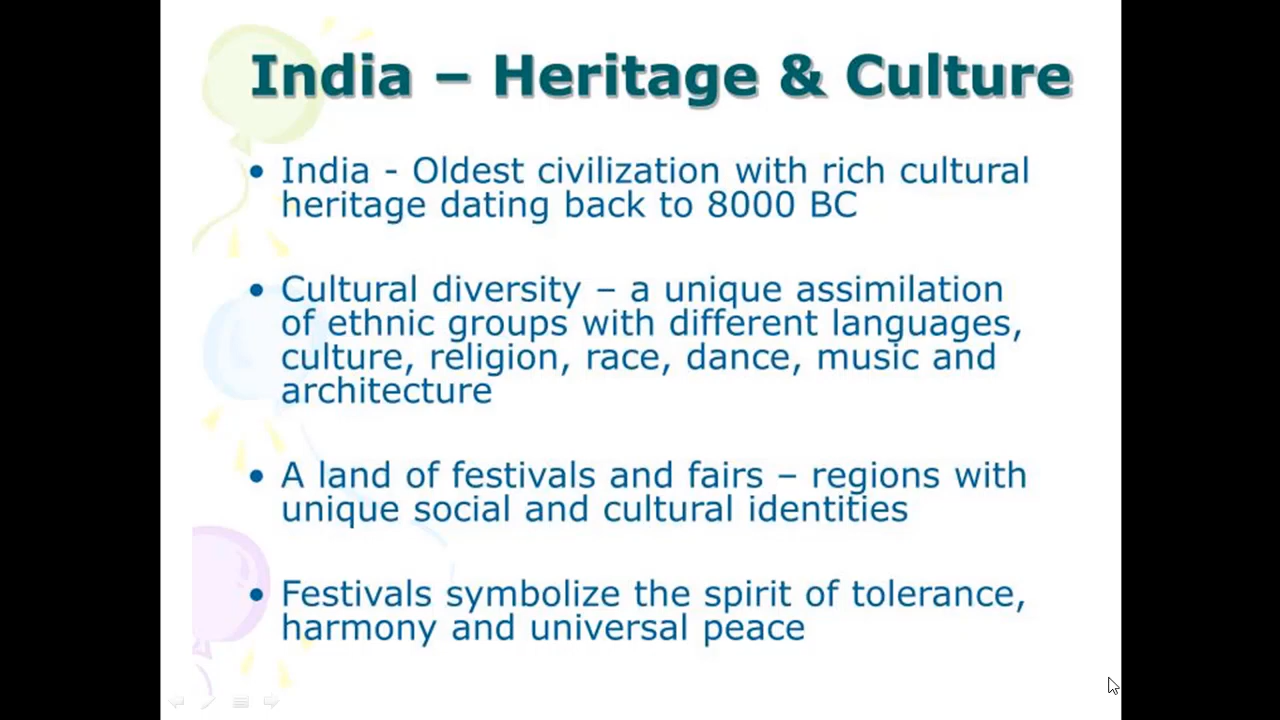 India – Heritage & Culture
• India - Oldest civilization with rich cultural
heritage dating back to 8000 BC
• Cultural diversity – a unique assimilation
of ethnic groups with different languages,
culture, religion, race, dance, music and
architecture
• A land of festivals and fairs – regions with
unique social and cultural identities
• Festivals symbolize the spirit of tolerance,
harmony and universal peace